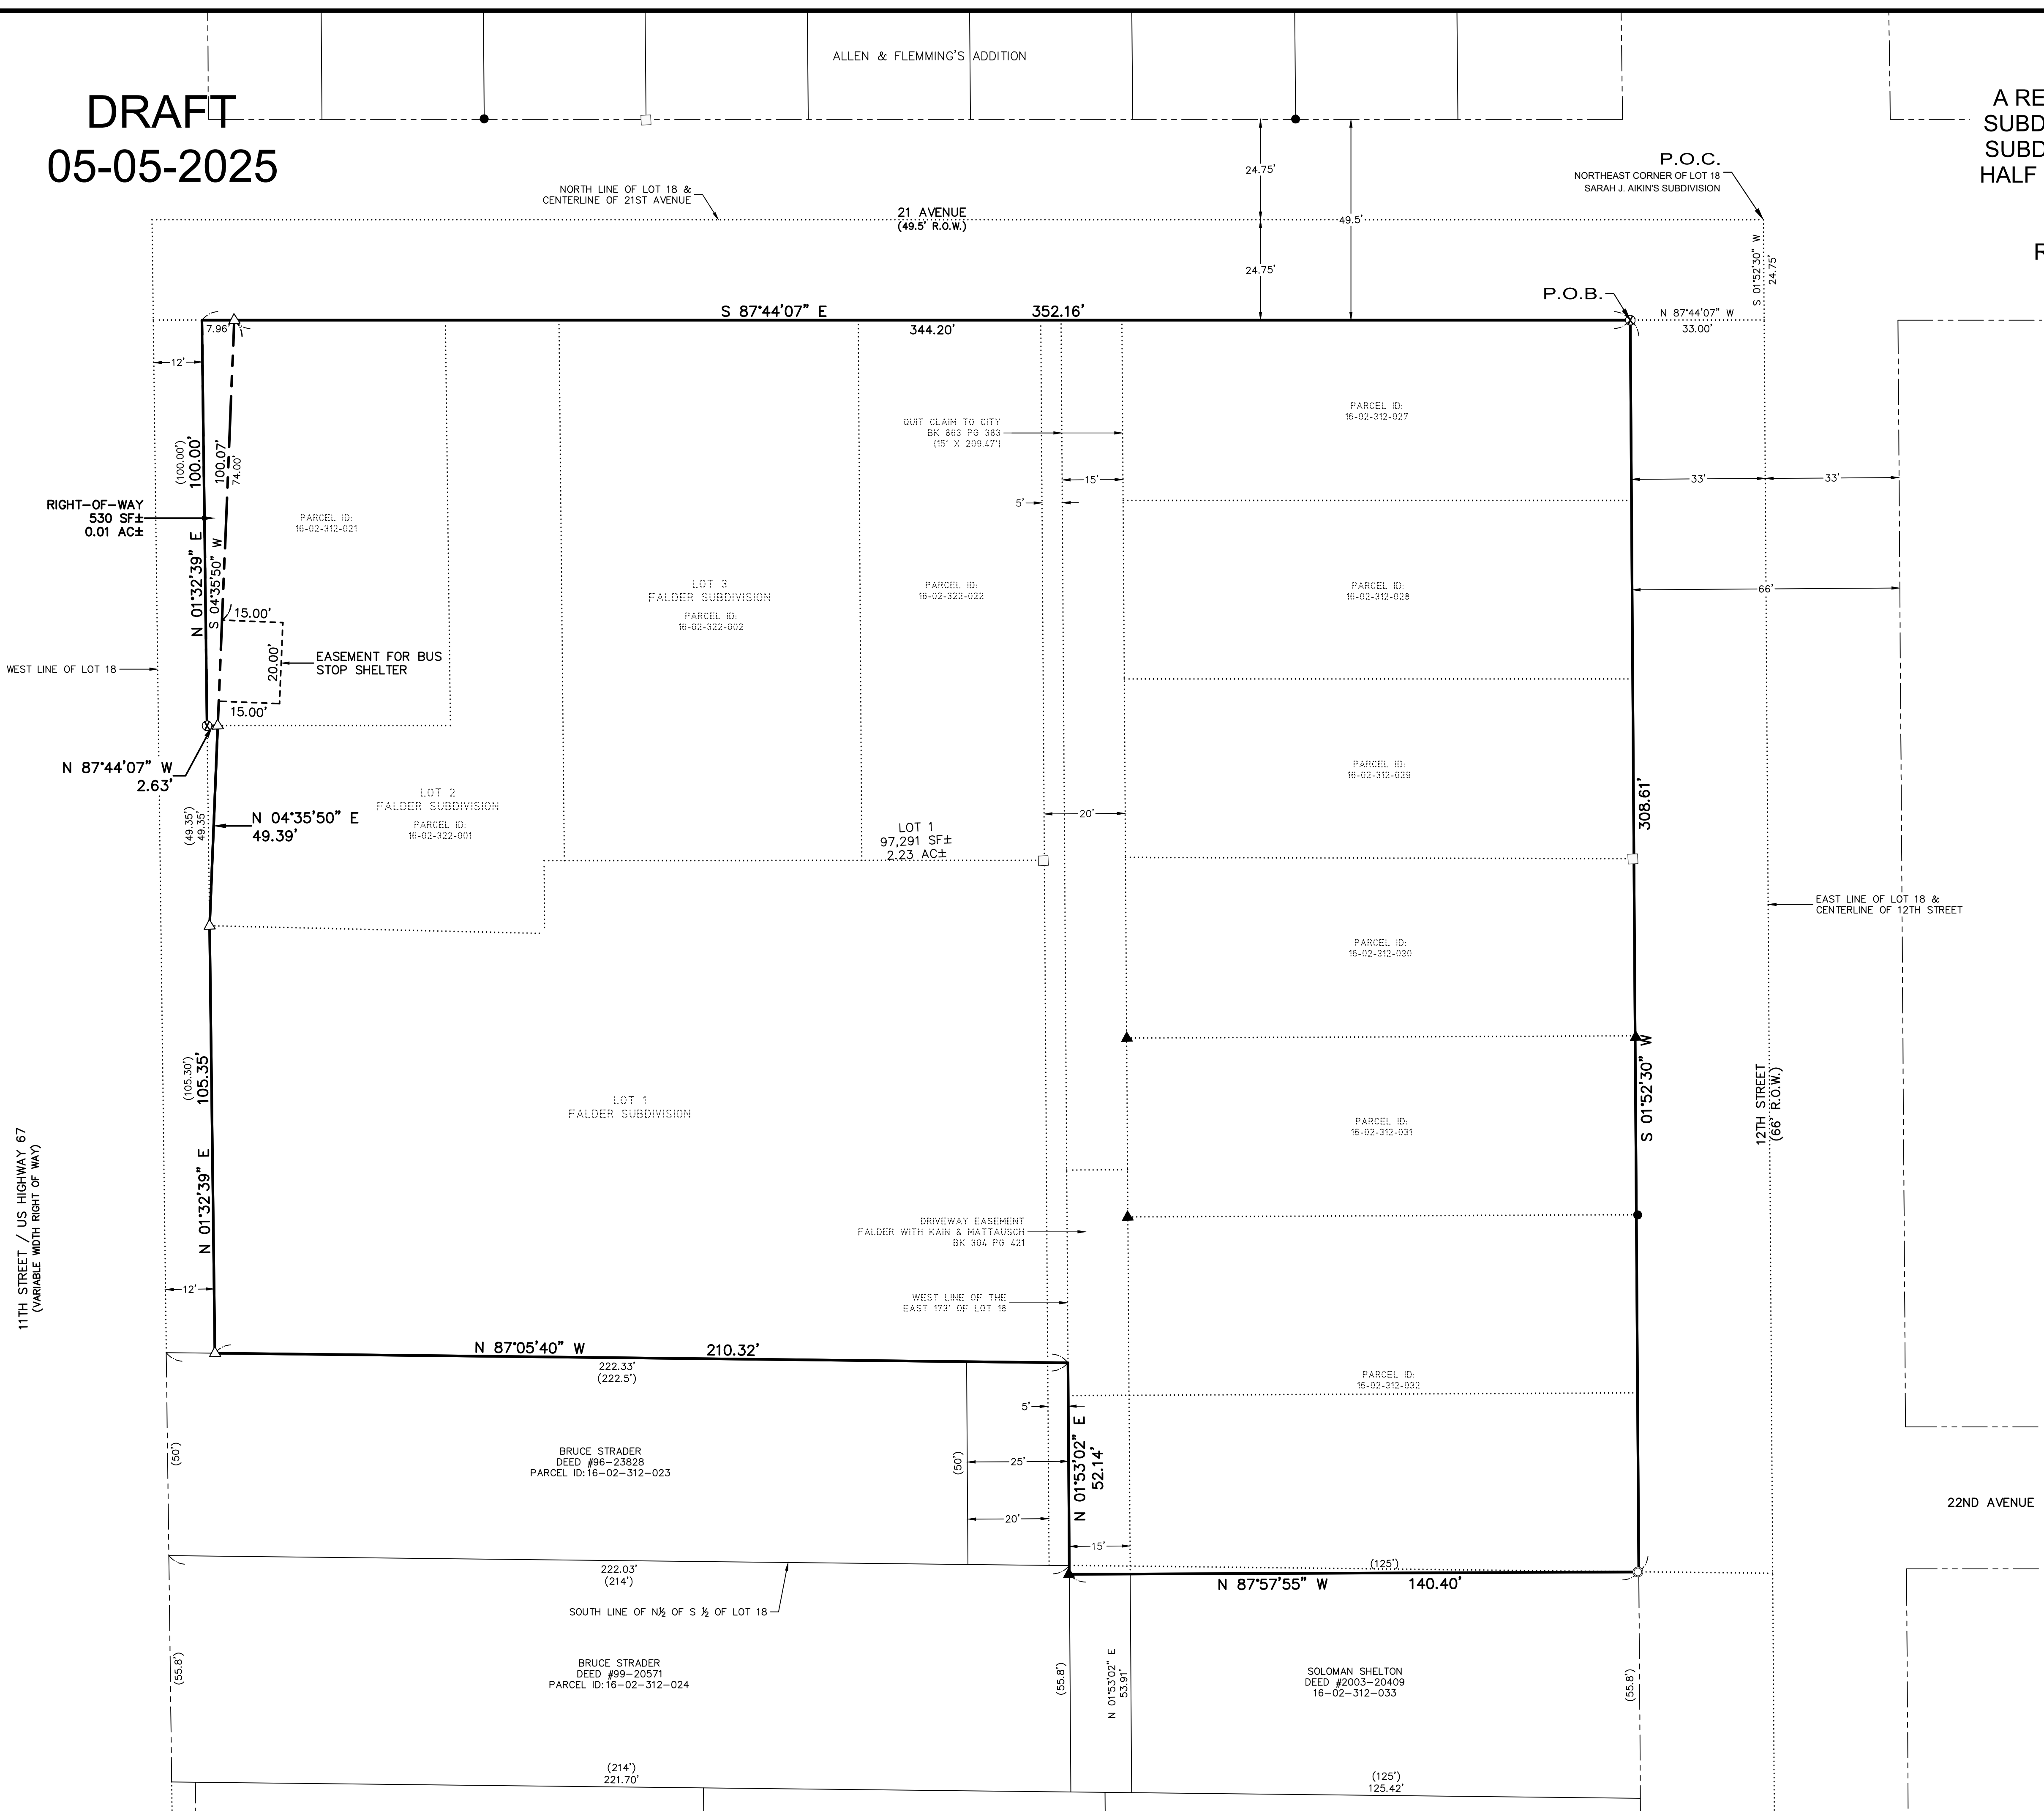 ALLEN & FLEMMING'S ADDITION
DRAFT
05-05-2025
A RE
SUBD
SUBD
HALF
R
P.O.C.
NORTHEAST CORNER OF LOT 18
SARAH J. AIKIN'S SUBDIVISION
NORTH LINE OF LOT 18 &
CENTERLINE OF 21ST AVENUE
21 AVENUE
(49.5' R.O.W.)
24.75'
49.5'
24.75'
S 01°52'30" W
24.75'
P.O.B.
N 87°44'07" W
33.00'
S 87°44'07" E 352.16'
344.20'
7.96'
12'
(100.00')
100.00'
N 01°32'39" E
100.07'
74.00'
S 04°35'50" W
RIGHT-OF-WAY
530 SF±
0.01 AC±
PARCEL ID:
16-02-312-021
QUIT CLAIM TO CITY
BK 863 PG 383
(15' X 209.47')
15'
5'
PARCEL ID:
16-02-312-027
33'
33'
LOT 3
FALDER SUBDIVISION
PARCEL ID:
16-02-322-002
PARCEL ID:
16-02-322-022
PARCEL ID:
16-02-312-028
66'
15.00'
20.00'
15.00'
EASEMENT FOR BUS
STOP SHELTER
WEST LINE OF LOT 18
N 87°44'07" W
2.63'
(49.35')
49.35'
N 04°35'50" E
49.39'
LOT 2
FALDER SUBDIVISION
PARCEL ID:
16-02-322-001
LOT 1
97,291 SF±
2.23 AC±
20'
PARCEL ID:
16-02-312-029
308.61'
S 01°52'30" W
EAST LINE OF LOT 18 &
CENTERLINE OF 12TH STREET
PARCEL ID:
16-02-312-030
(105.30')
105.35'
N 01°32'39" E
LOT 1
FALDER SUBDIVISION
PARCEL ID:
16-02-312-031
12TH STREET
(66' R.O.W.)
11TH STREET / US HIGHWAY 67
(VARIABLE WIDTH RIGHT OF WAY)
DRIVEWAY EASEMENT
FALDER WITH KAIN & MATTAUSCH
BK 304 PG 421
12'
WEST LINE OF THE
EAST 173' OF LOT 18
N 87°05'40" W 210.32'
222.33'
(222.5')
PARCEL ID:
16-02-312-032
5'
N 01°53'02" E
52.14'
(50')
BRUCE STRADER
DEED #96-23828
PARCEL ID:16-02-312-023
(50')
25'
20'
15'
22ND AVENUE
222.03'
(214')
(125')
N 87°57'55" W 140.40'
SOUTH LINE OF N½ OF S ½ OF LOT 18
(55.8')
BRUCE STRADER
DEED #99-20571
PARCEL ID:16-02-312-024
(55.8')
N 01°53'02" E
53.91'
SOLOMAN SHELTON
DEED #2003-20409
16-02-312-033
(55.8')
(214')
221.70'
(125')
125.42'